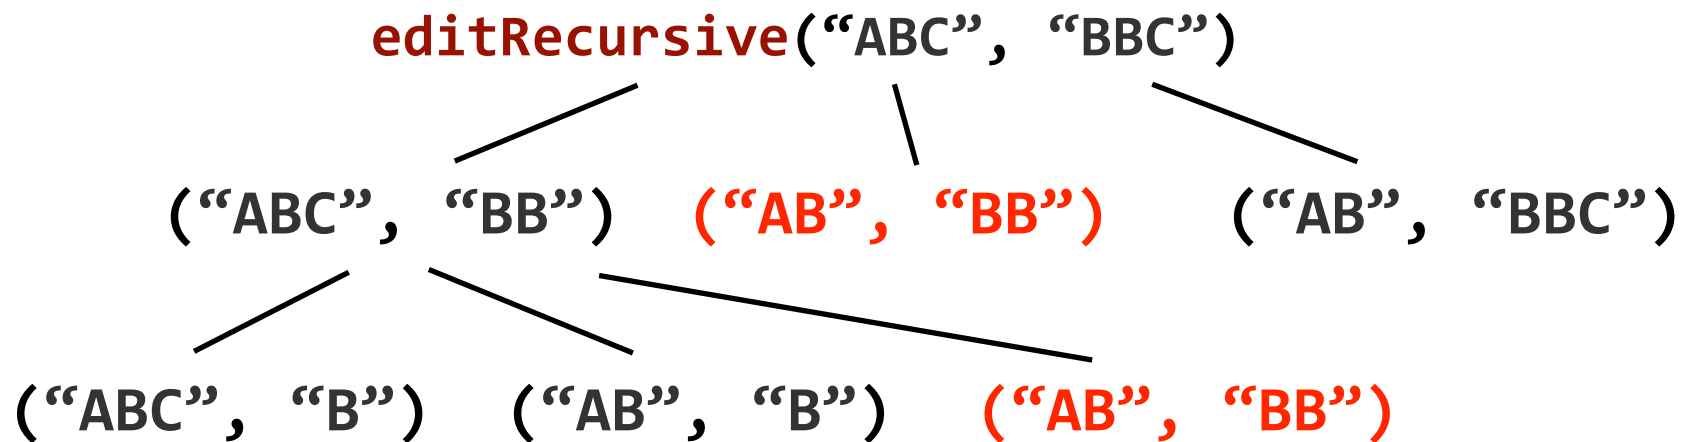 editRecursive(“ABC”, “BBC”)
(“ABC”, “BB”) (“AB”, “BB”) (“AB”, “BBC”)
(“ABC”, “B”) (“AB”, “B”) (“AB”, “BB”)